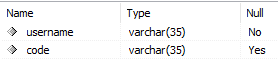 Name Type Null
username varchar(35) No
code varchar(35) Yes